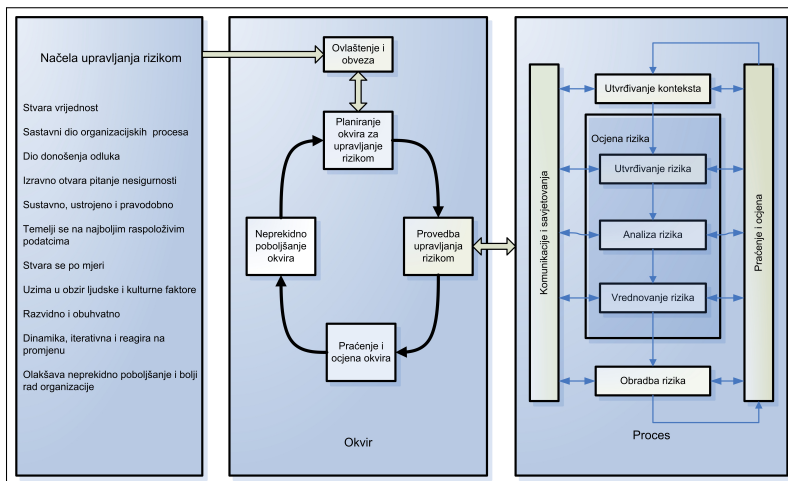 Načela upravljanja rizikom
Stvara vrijednost
Sastavni dio organizacijskih procesa
Dio donošenja odluka
Izravno otvara pitanje nesigurnosti
Sustavno, ustrojeno i pravodobno
Temelji se na najboljim raspoloživim
podatcima
Stvara se po mjeri
Uzima u obzir ljudske i kulturne faktore
Razvidno i obuhvatno
Dinamika, iterativna i reagira na
promjenu
Olakšava neprekidno poboljšanje i bolji
rad organizacije
Ovlaštenje i
obveza
Planiranje
okvira za
upravljanje
rizikom
Neprekidno
poboljšanje
okvira
Provedba
upravljanja
rizikom
Praćenje i
ocjena okvira
Okvir
Komunikacije i savjetovanja
Utvrđivanje konteksta
Ocjena rizika
Utvrđivanje rizika
Analiza rizika
Vrednovanje rizika
Obradba rizika
Praćenje i ocjena
Proces